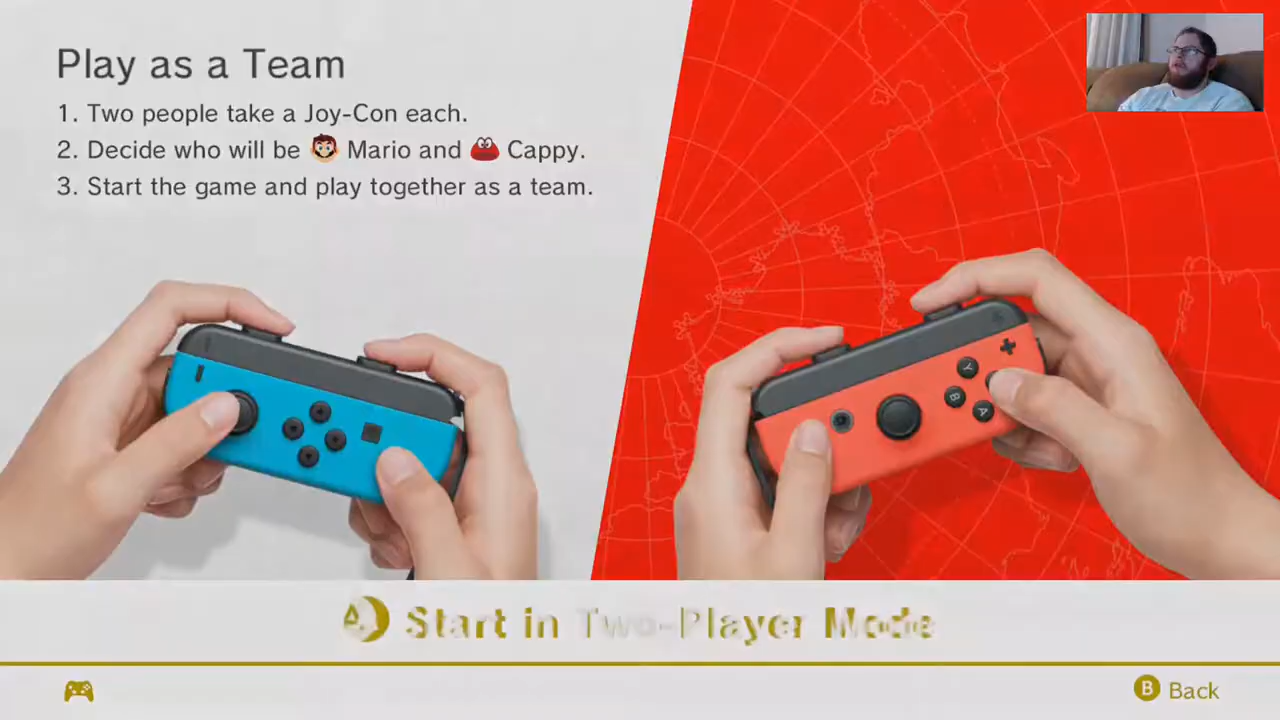 Play as a Team
1. Two people take a Joy-Con each.
2. Decide who will be Mario and Cappy.
3. Start the game and play together as a team.
Y
B
A
A Start in Two-Player Mode
B Back